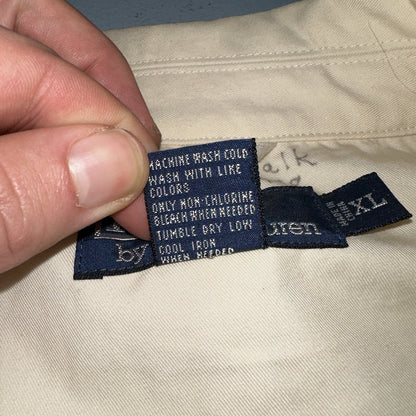 MACHINE WASH COLD
WASH WITH LIKE
COLORS
ONLY NON-CHLORINE
BLEACH WHEN NEEDED
TUMBLE DRY LOW
COOL IRON
WHEN NEEDED
by
uren
XL